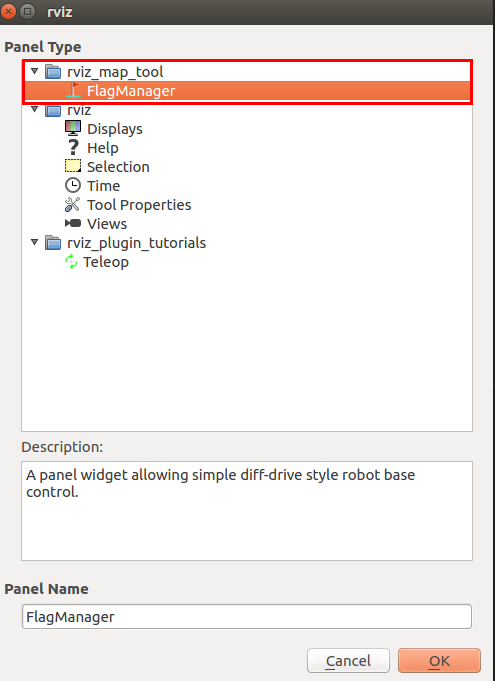 rviz
Panel Type
rviz_map_tool
FlagManager
rviz
Displays
Help
Selection
Time
Tool Properties
Views
rviz_plugin_tutorials
Teleop
Description:
A panel widget allowing simple diff-drive style robot base
control.
Panel Name
FlagManager
Cancel
OK